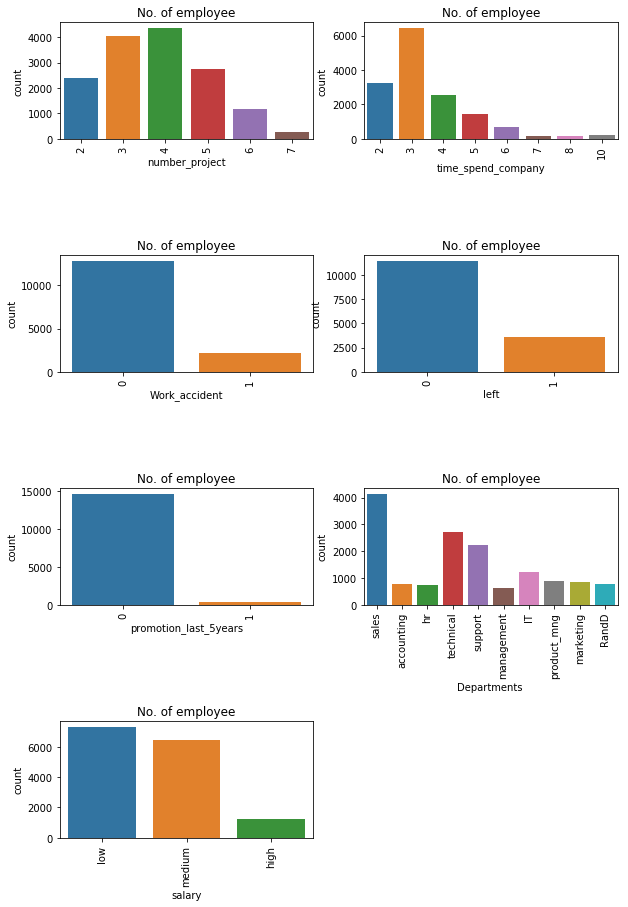 No. of employee
count
4000
3000
2000
1000
0
2
3
4
5
6
7
number_project
No. of employee
count
6000
4000
2000
0
2
3
4
5
6
7
8
10
time_spend_company
No. of employee
count
10000
5000
0
0
1
Work_accident
No. of employee
count
10000
7500
5000
2500
0
0
1
left
No. of employee
count
15000
10000
5000
0
0
1
promotion_last_5years
No. of employee
count
4000
3000
2000
1000
0
sales
accounting
hr
technical
support
management
IT
product_mng
marketing
RandD
Departments
No. of employee
count
6000
4000
2000
0
low
medium
high
salary